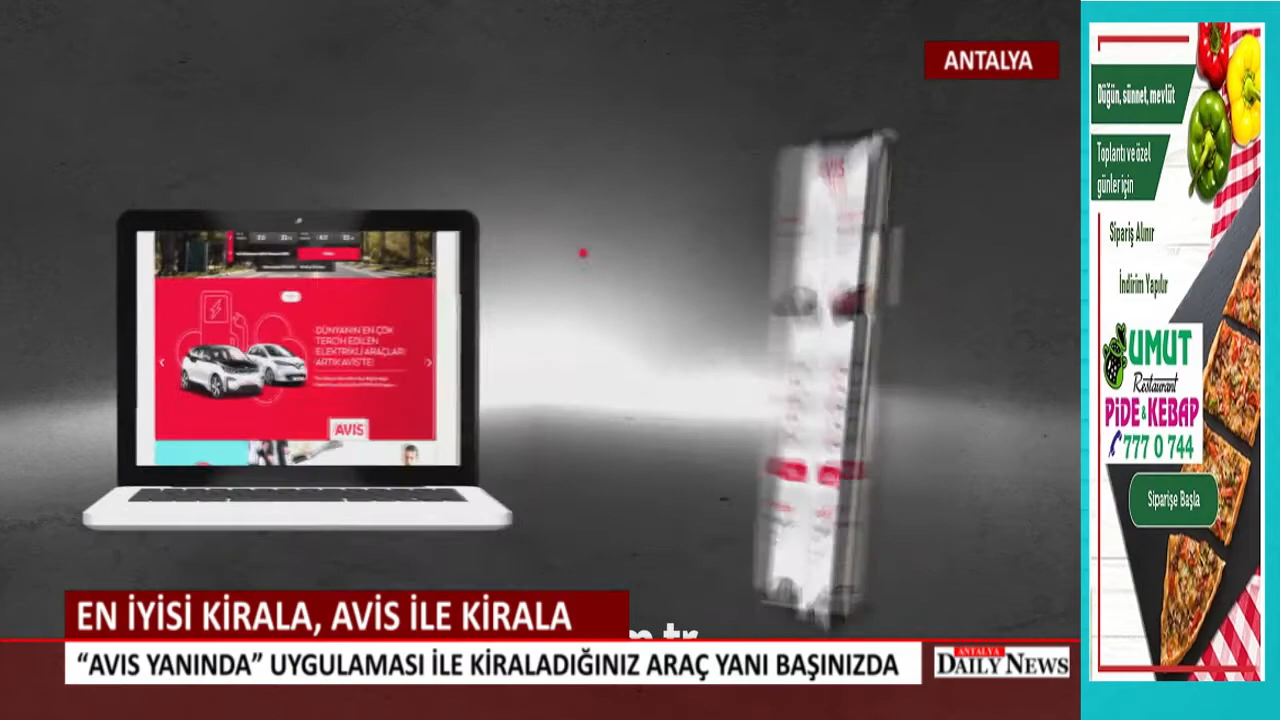 ANTALYA
DÜNYANIN EN ÇOK
TERCİH EDİLEN
ELEKTRİKLİ ARAÇLARI
ARTIK AVİS'TE!
AVIS
AVIS
EN İYİSİ KİRALA, AVİS İLE KİRALA
“AVIS YANINDA” UYGULAMASI İLE KİRALADIĞINIZ ARAÇ YANI BAŞINIZDA
ANTALYA
DAILY NEWS
Düğün, sünnet, mevlüt
Toplantı ve özel
günler için
Sipariş Alınır
İndirim Yapılır
UMUT
Restaurant
PİDE & KEBAP
777 0 744
Siparişe Başla